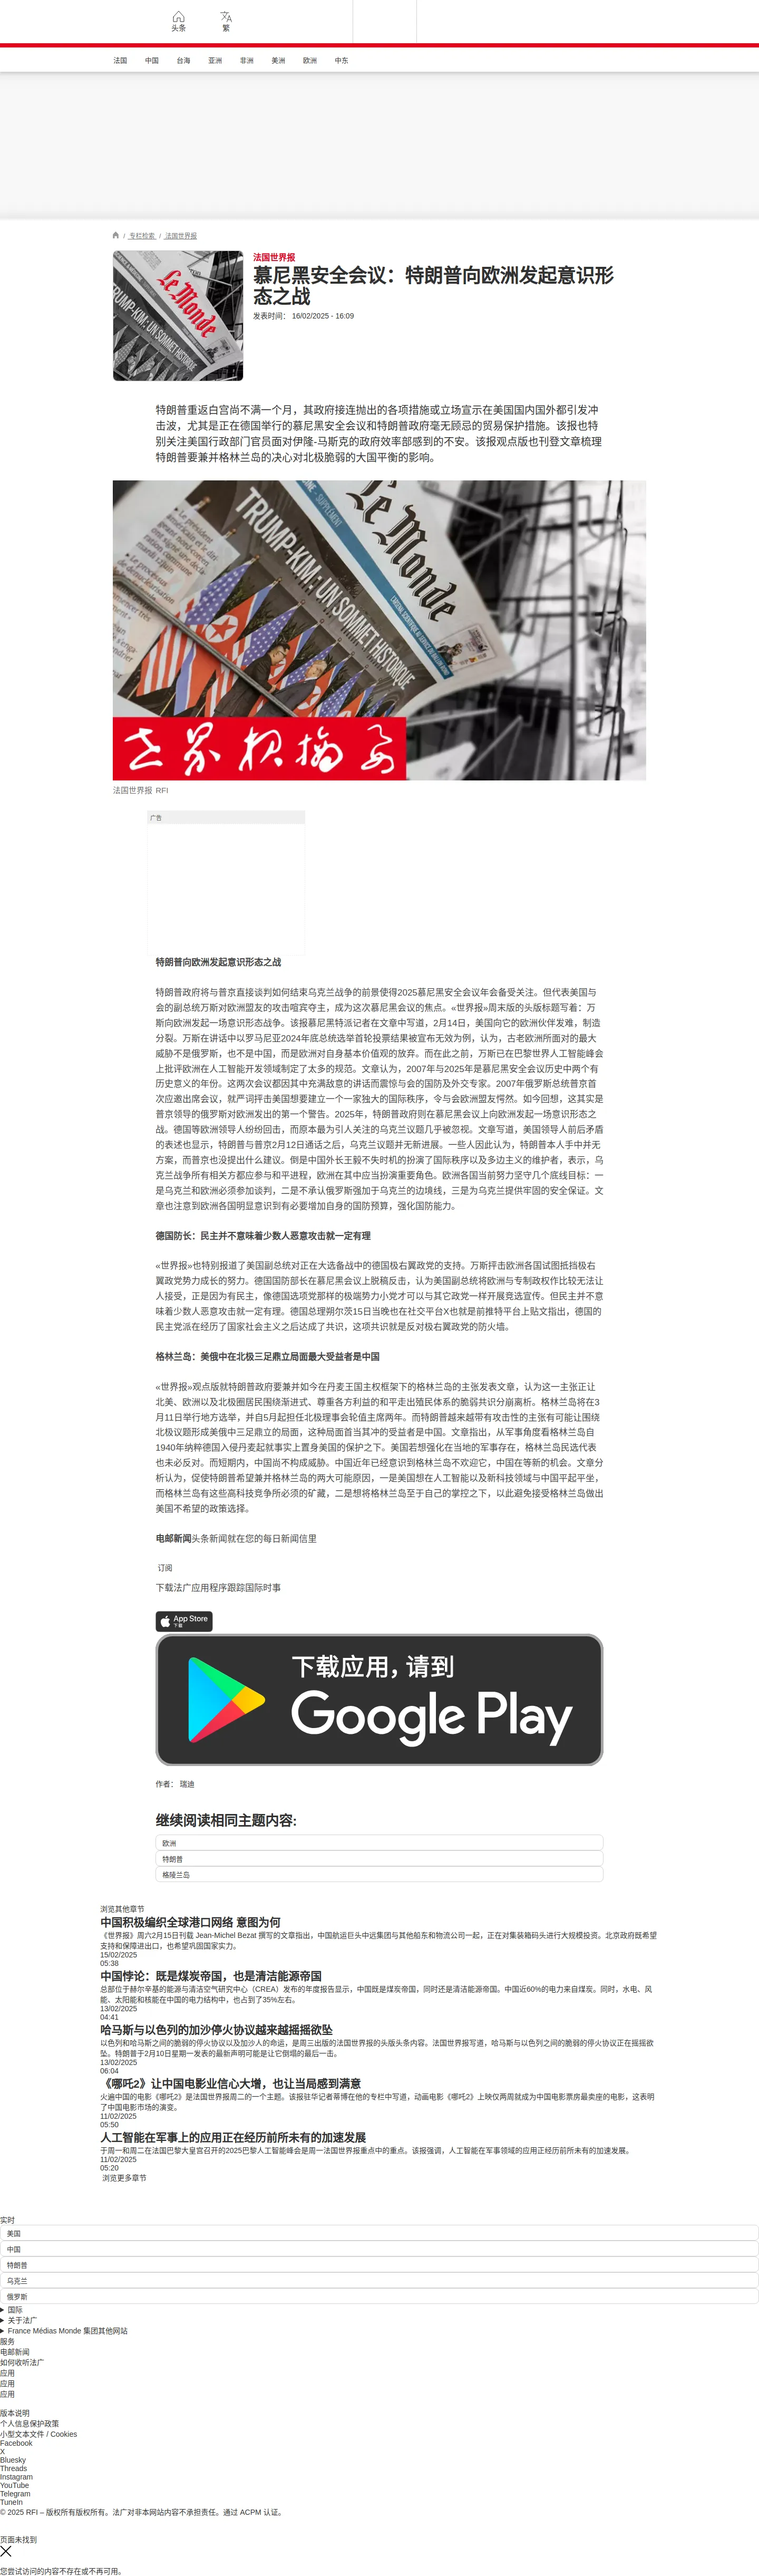 头条
繁
法国 中国 台海 亚洲 非洲 美洲 欧洲 中东
/ 专栏检索 / 法国世界报
法国世界报
慕尼黑安全会议：特朗普向欧洲发起意识形
态之战
发表时间： 16/02/2025 - 16:09
特朗普重返白宫尚不满一个月，其政府接连抛出的各项措施或立场宣示在美国国内国外都引发冲
击波，尤其是正在德国举行的慕尼黑安全会议和特朗普政府毫无顾忌的贸易保护措施。该报也特
别关注美国行政部门官员面对伊隆-马斯克的政府效率部感到的不安。该报观点版也刊登文章梳理
特朗普要兼并格林兰岛的决心对北极脆弱的大国平衡的影响。
Le Monde
TRUMP-KIM : UN SOMMET HISTORIQUE
世界报摘要
法国世界报 RFI
广告
特朗普向欧洲发起意识形态之战
特朗普政府将与普京直接谈判如何结束乌克兰战争的前景使得2025慕尼黑安全会议年会备受关注。但代表美国与
会的副总统万斯对欧洲盟友的攻击喧宾夺主，成为这次慕尼黑会议的焦点。«世界报»周末版的头版标题写着：万
斯向欧洲发起一场意识形态战争。该报慕尼黑特派记者在文章中写道，2月14日，美国向它的欧洲伙伴发难，制造
分裂。万斯在讲话中以罗马尼亚2024年底总统选举首轮投票结果被宣布无效为例，认为，古老欧洲所面对的最大
威胁不是俄罗斯，也不是中国，而是欧洲对自身基本价值观的放弃。而在此之前，万斯已在巴黎世界人工智能峰会
上批评欧洲在人工智能开发领域制定了太多的规范。文章认为，2007年与2025年是慕尼黑安全会议历史中两个有
历史意义的年份。这两次会议都因其中充满敌意的讲话而震惊与会的国防及外交专家。2007年俄罗斯总统普京首
次应邀出席会议，就严词抨击美国想要建立一个一家独大的国际秩序，令与会欧洲盟友愕然。如今回想，这其实是
普京领导的俄罗斯对欧洲发出的第一个警告。2025年，特朗普政府则在慕尼黑会议上向欧洲发起一场意识形态之
战。德国等欧洲领导人纷纷回击，而原本最为引人关注的乌克兰议题几乎被忽视。文章写道，美国领导人前后矛盾
的表述也显示，特朗普与普京2月12日通话之后，乌克兰议题并无新进展。一些人因此认为，特朗普本人手中并无
方案，而普京也没提出什么建议。倒是中国外长王毅不失时机的扮演了国际秩序以及多边主义的维护者，表示，乌
克兰战争所有相关方都应参与和平进程，欧洲在其中应当扮演重要角色。欧洲各国当前努力坚守几个底线目标：一
是乌克兰和欧洲必须参加谈判，二是不承认俄罗斯强加于乌克兰的边境线，三是为乌克兰提供牢固的安全保证。文
章也注意到欧洲各国明显意识到有必要增加自身的国防预算，强化国防能力。
德国防长：民主并不意味着少数人恶意攻击就一定有理
«世界报»也特别报道了美国副总统对正在大选备战中的德国极右翼政党的支持。万斯抨击欧洲各国试图抵挡极右
翼政党势力成长的努力。德国国防部长在慕尼黑会议上脱稿反击，认为美国副总统将欧洲与专制政权作比较无法让
人接受，正是因为有民主，像德国选项党那样的极端势力小党才可以与其它政党一样开展竞选宣传。但民主并不意
味着少数人恶意攻击就一定有理。德国总理朔尔茨15日当晚也在社交平台X也就是前推特平台上贴文指出，德国的
民主党派在经历了国家社会主义之后达成了共识，这项共识就是反对极右翼政党的防火墙。
格林兰岛：美俄中在北极三足鼎立局面最大受益者是中国
«世界报»观点版就特朗普政府要兼并如今在丹麦王国主权框架下的格林兰岛的主张发表文章，认为这一主张正让
北美、欧洲以及北极圈居民围绕渐进式、尊重各方利益的和平走出殖民体系的脆弱共识分崩离析。格林兰岛将在3
月11日举行地方选举，并自5月起担任北极理事会轮值主席两年。而特朗普越来越带有攻击性的主张有可能让围绕
北极议题形成美俄中三足鼎立的局面，这种局面首当其冲的受益者是中国。文章指出，从军事角度看格林兰岛自
1940年纳粹德国入侵丹麦起就事实上置身美国的保护之下。美国若想强化在当地的军事存在，格林兰岛民选代表
也未必反对。而短期内，中国尚不构成威胁。中国近年已经意识到格林兰岛不欢迎它，中国在等新的机会。文章分
析认为，促使特朗普希望兼并格林兰岛的两大可能原因，一是美国想在人工智能以及新科技领域与中国平起平坐，
而格林兰岛有这些高科技竞争所必须的矿藏，二是想将格林兰岛至于自己的掌控之下，以此避免接受格林兰岛做出
美国不希望的政策选择。
电邮新闻头条新闻就在您的每日新闻信里
订阅
下载法广应用程序跟踪国际时事
App Store
下载
下载应用，请到
Google Play
作者： 瑞迪
继续阅读相同主题内容:
欧洲
特朗普
格陵兰岛
浏览其他章节
中国积极编织全球港口网络 意图为何
《世界报》周六2月15日刊载 Jean-Michel Bezat 撰写的文章指出，中国航运巨头中远集团与其他船东和物流公司一起，正在对集装箱码头进行大规模投资。北京政府既希望
支持和保障进出口，也希望巩固国家实力。
15/02/2025
05:38
中国悖论：既是煤炭帝国，也是清洁能源帝国
总部位于赫尔辛基的能源与清洁空气研究中心（CREA）发布的年度报告显示，中国既是煤炭帝国，同时还是清洁能源帝国。中国近60%的电力来自煤炭。同时，水电、风
能、太阳能和核能在中国的电力结构中，也占到了35%左右。
13/02/2025
04:41
哈马斯与以色列的加沙停火协议越来越摇摇欲坠
以色列和哈马斯之间的脆弱的停火协议以及加沙人的命运，是周三出版的法国世界报的头版头条内容。法国世界报写道，哈马斯与以色列之间的脆弱的停火协议正在摇摇欲
坠。特朗普于2月10日星期一发表的最新声明可能是让它倒塌的最后一击。
13/02/2025
06:04
《哪吒2》让中国电影业信心大增，也让当局感到满意
火遍中国的电影《哪吒2》是法国世界报周二的一个主题。该报驻华记者蒂博在他的专栏中写道，动画电影《哪吒2》上映仅两周就成为中国电影票房最卖座的电影，这表明
了中国电影市场的演变。
11/02/2025
05:50
人工智能在军事上的应用正在经历前所未有的加速发展
于周一和周二在法国巴黎大皇宫召开的2025巴黎人工智能峰会是周一法国世界报重点中的重点。该报强调，人工智能在军事领域的应用正经历前所未有的加速发展。
11/02/2025
05:20
浏览更多章节
实时
美国
中国
特朗普
乌克兰
俄罗斯
国际
关于法广
France Médias Monde 集团其他网站
服务
电邮新闻
如何收听法广
应用
应用
应用
版本说明
个人信息保护政策
小型文本文件 / Cookies
Facebook
X
Bluesky
Threads
Instagram
YouTube
Telegram
TuneIn
© 2025 RFI – 版权所有版权所有。法广对非本网站内容不承担责任。通过 ACPM 认证。
页面未找到
您尝试访问的内容不存在或不再可用。